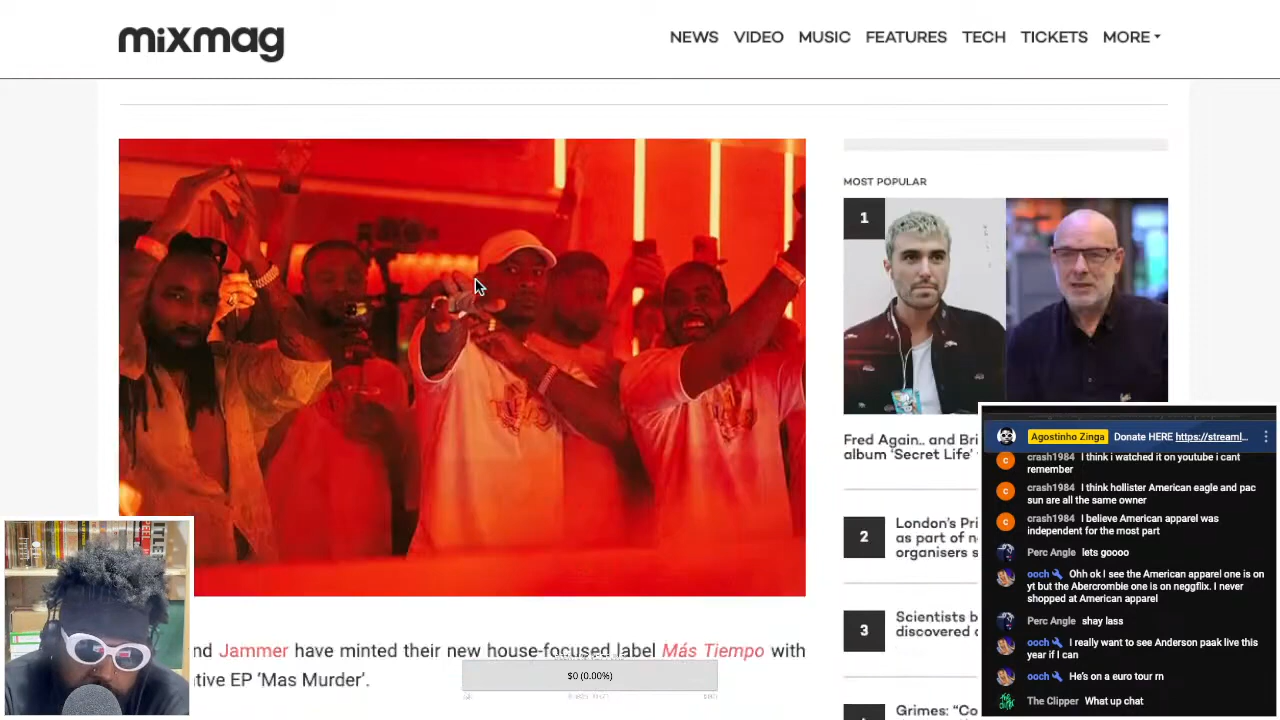 mixmag
NEWS VIDEO MUSIC FEATURES TECH TICKETS MORE
MOST POPULAR
1
Fred Again.. and Bri
album 'Secret Life'
2
London's Pri
as part of n
organisers s
3
Scientists b
discovered
Grimes: "Co
nd Jammer have minted their new house-focused label Más Tiempo with
tive EP 'Mas Murder'.
$0 (0.00%)
Agostinho Zinga Donate HERE https://streaml...
crash1984 I think i watched it on youtube i cant
remember
crash1984 I think hollister American eagle and pac
sun are all the same owner
crash1984 I believe American apparel was
independent for the most part
Perc Angle lets goooo
ooch Ohh ok I see the American apparel one is on
yt but the Abercrombie one is on neggflix. I never
shopped at American apparel
Perc Angle shay lass
ooch I really want to see Anderson paak live this
year if I can
ooch He's on a euro tour rn
The Clipper What up chat